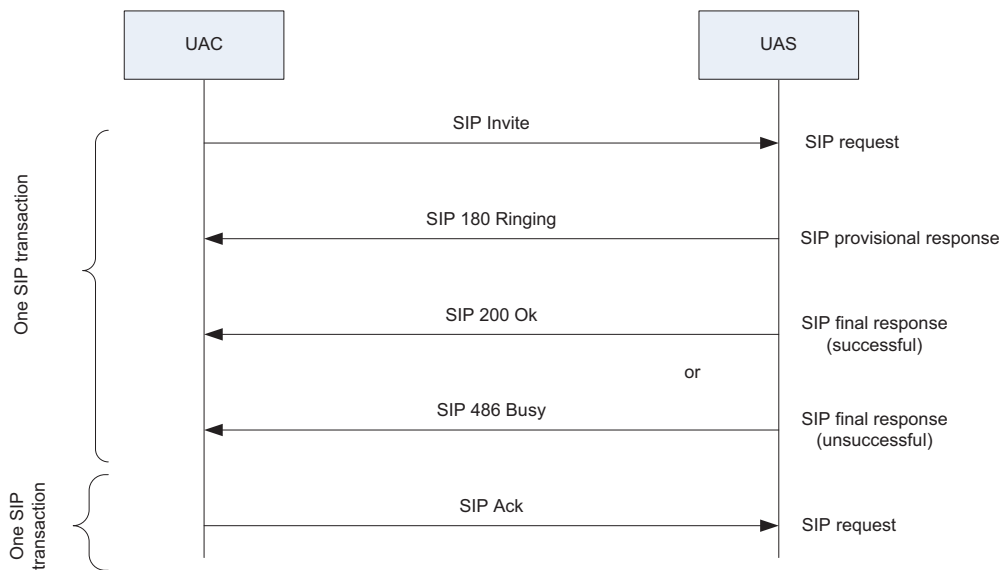 UAC
UAS
SIP Invite
SIP request
SIP 180 Ringing
SIP provisional response
One SIP transaction
SIP 200 Ok
SIP final response
(successful)
or
SIP 486 Busy
SIP final response
(unsuccessful)
One SIP
transaction
SIP Ack
SIP request